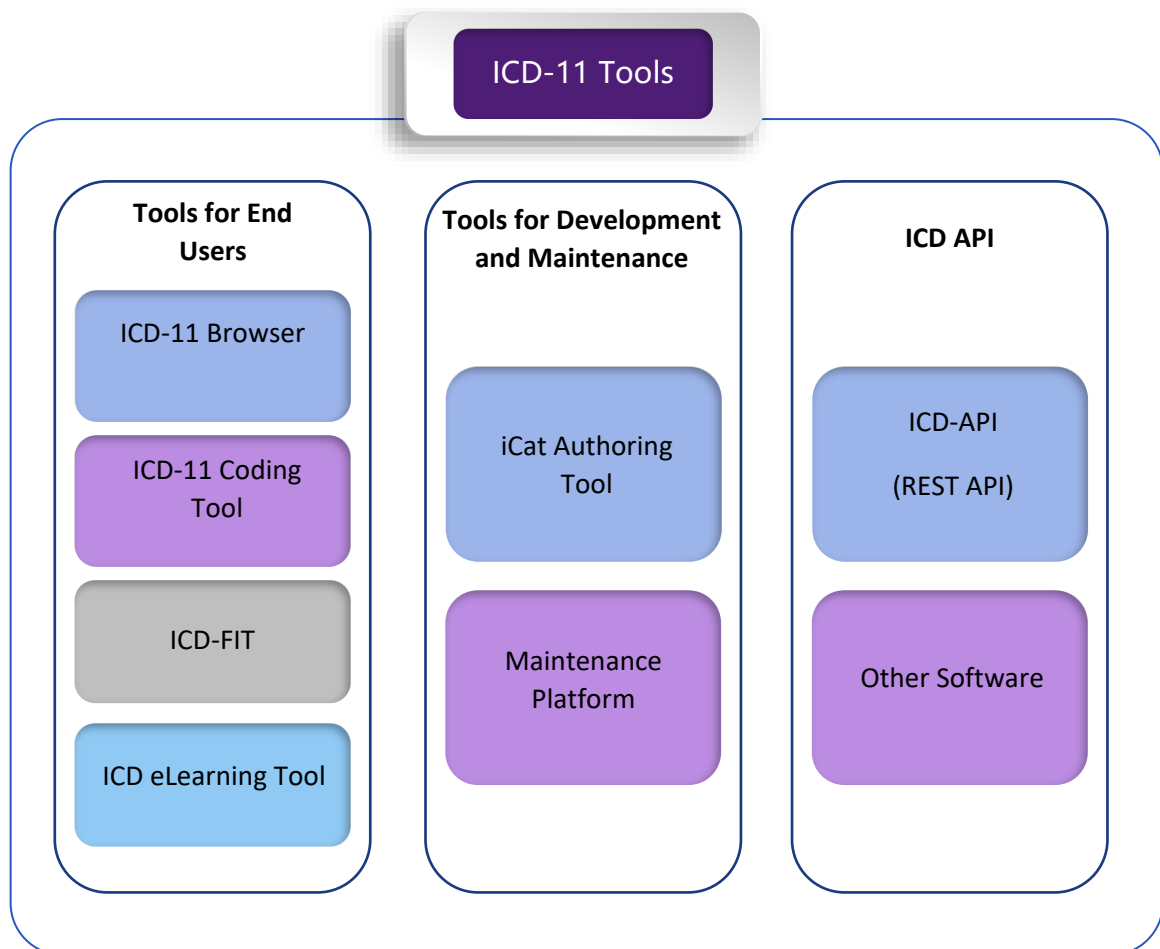 ICD-11 Tools
Tools for End
Users
ICD-11 Browser
ICD-11 Coding
Tool
ICD-FIT
ICD eLearning Tool
Tools for Development
and Maintenance
iCat Authoring
Tool
Maintenance
Platform
ICD API
ICD-API
(REST API)
Other Software